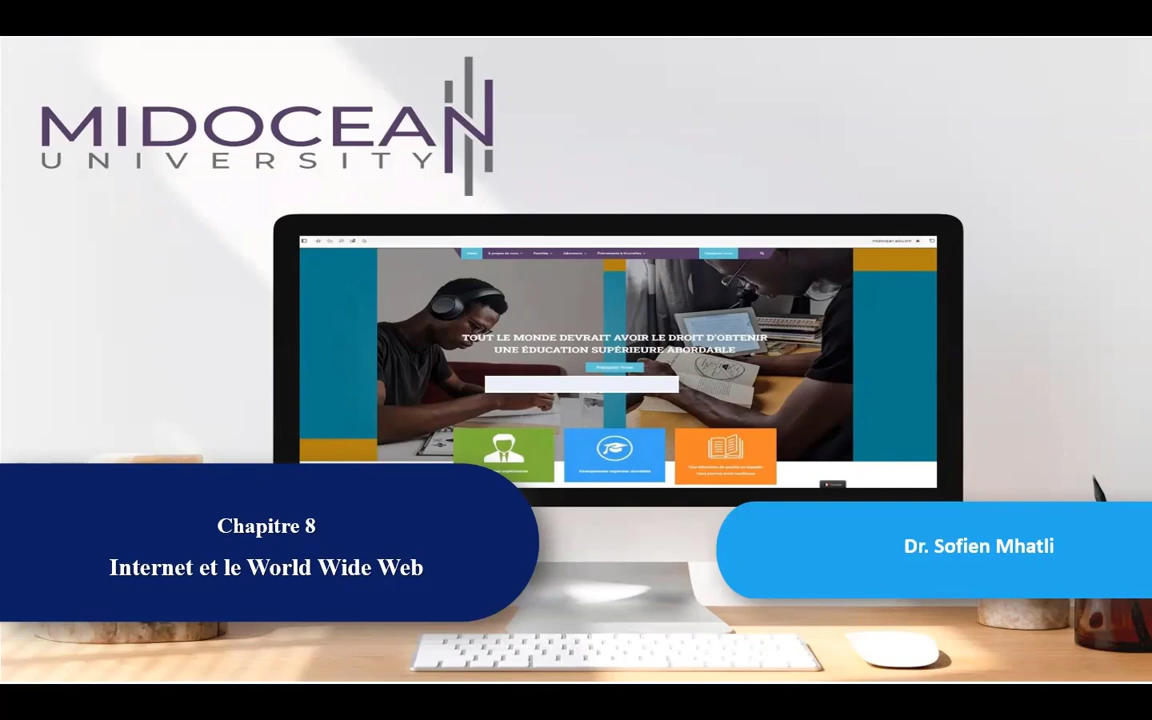 MIDOCEAN
UNIVERSITY
TOUT LE MONDE DEVRAIT AVOIR LE DROIT D'OBTENIR
UNE ÉDUCATION SUPÉRIEURE ABORDABLE
Chapitre 8
Internet et le World Wide Web
Dr. Sofien Mhatli